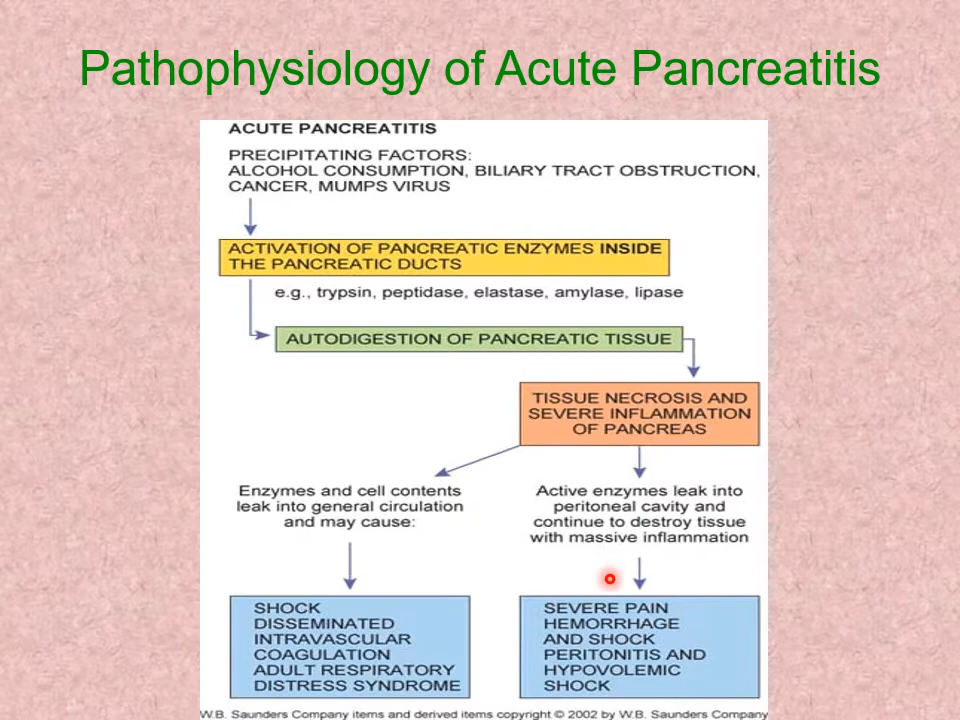 Pathophysiology of Acute Pancreatitis
ACUTE PANCREATITIS
PRECIPITATING FACTORS:
ALCOHOL CONSUMPTION, BILIARY TRACT OBSTRUCTION,
CANCER, MUMPS VIRUS
ACTIVATION OF PANCREATIC ENZYMES INSIDE
THE PANCREATIC DUCTS
e.g., trypsin, peptidase, elastase, amylase, lipase
AUTODIGESTION OF PANCREATIC TISSUE
TISSUE NECROSIS AND
SEVERE INFLAMMATION
OF PANCREAS
Enzymes and cell contents
leak into general circulation
and may cause:
Active enzymes leak into
peritoneal cavity and
continue to destroy tissue
with massive inflammation
SHOCK
DISSEMINATED
INTRAVASCULAR
COAGULATION
ADULT RESPIRATORY
DISTRESS SYNDROME
SEVERE PAIN
HEMORRHAGE
AND SHOCK
PERITONITIS AND
HYPOVOLEMIC
SHOCK
W.B. Saunders Company items and derived items copyright © 2002 by W.B. Saunders Company